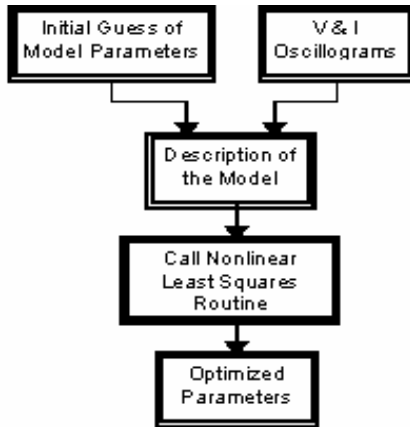 Initial Guess of
Model Parameters
V & I
Oscillograms
Description of
the Model
Call Nonlinear
Least Squares
Routine
Optimized
Parameters